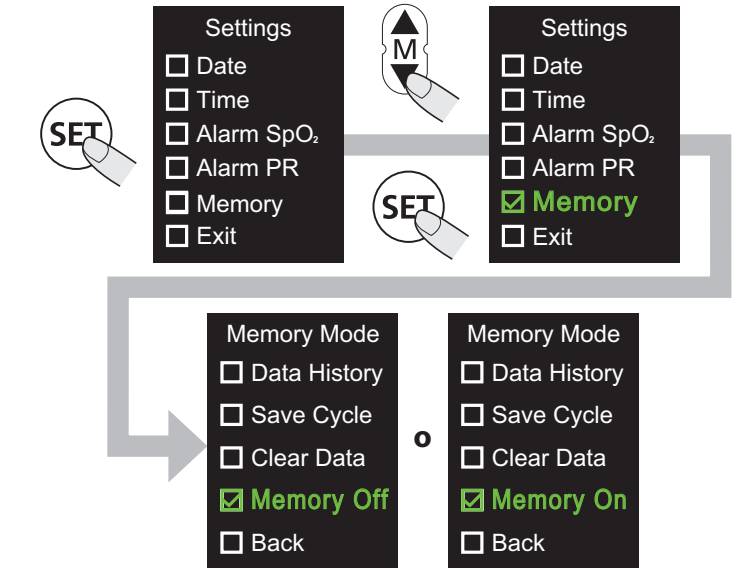 SET
Settings
Date
Time
Alarm SpO₂
Alarm PR
Memory
Exit
M
SET
Settings
Date
Time
Alarm SpO₂
Alarm PR
Memory
Exit
Memory Mode
Data History
Save Cycle
Clear Data
Memory Off
Back
o
Memory Mode
Data History
Save Cycle
Clear Data
Memory On
Back